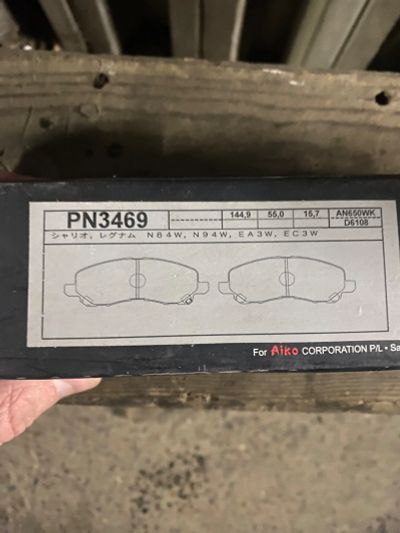 PN3469 ---------- 144,9 55,0 15,7 AN650WK
D6108
シャリオ, レグナム N84W, N94W, EA3W, EC3W
For Aiko CORPORATION P/L •